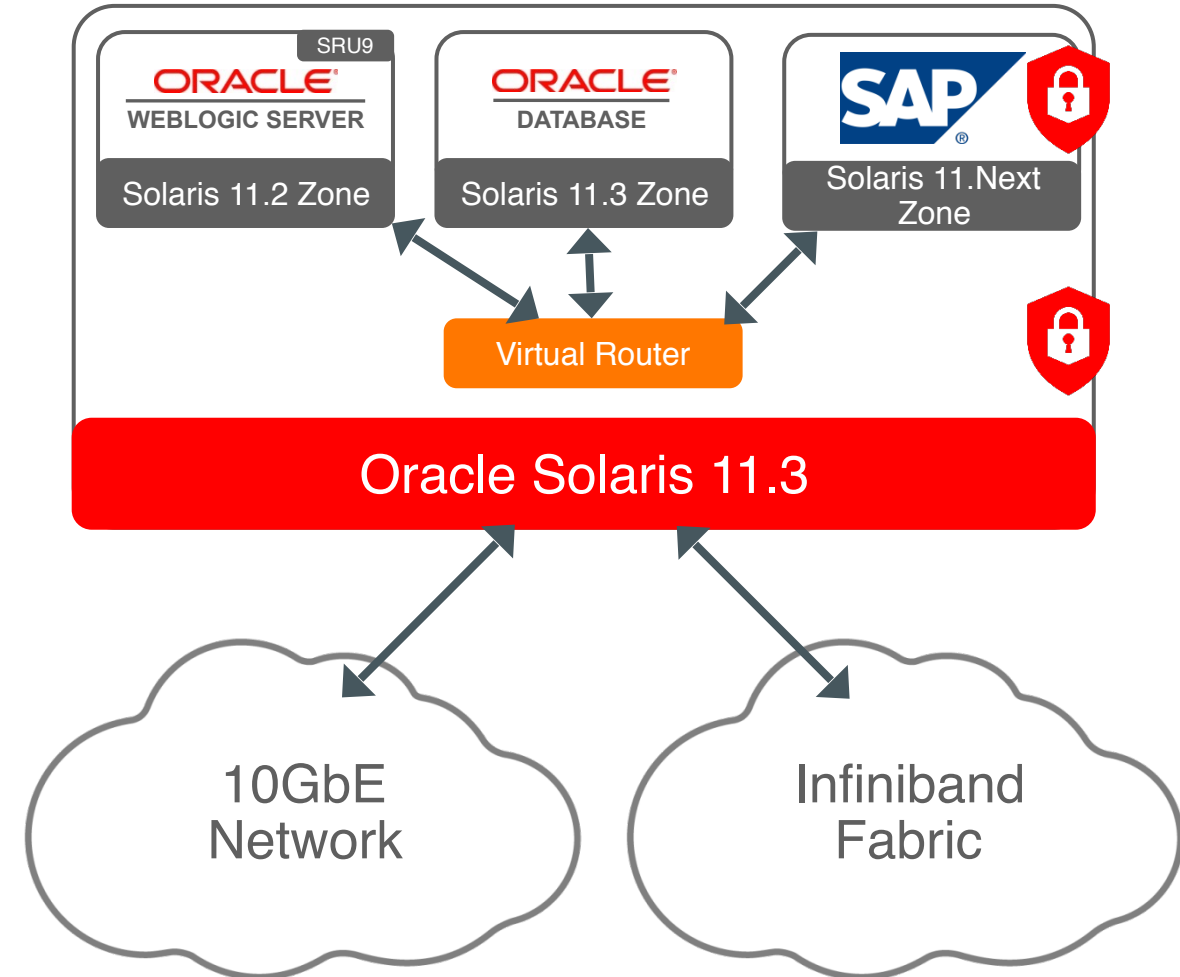 SRU9
ORACLE®
WEBLOGIC SERVER
Solaris 11.2 Zone
ORACLE®
DATABASE
Solaris 11.3 Zone
SAP®
Solaris 11.Next
Zone
Virtual Router
Oracle Solaris 11.3
10GbE
Network
Infiniband
Fabric